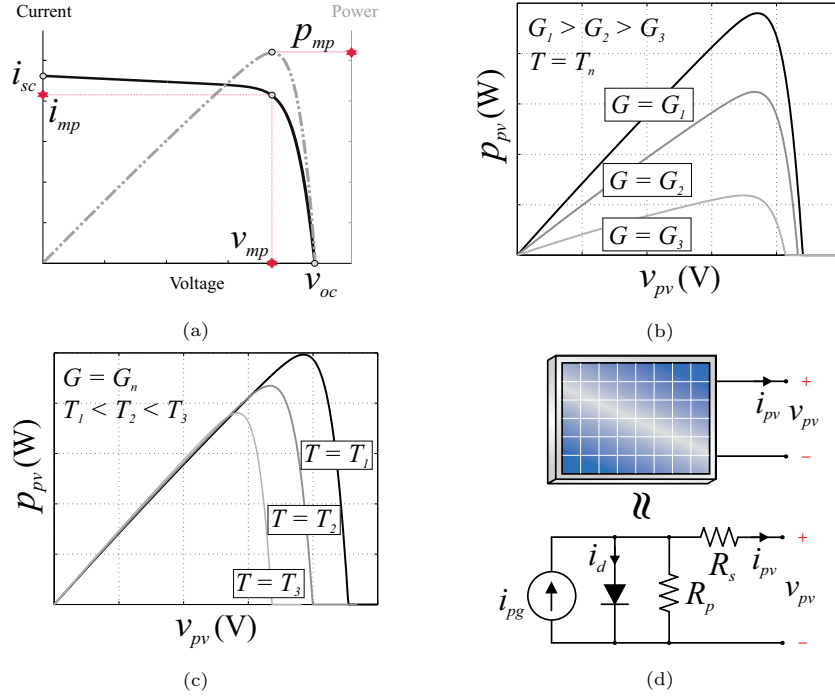 Current
Power
p_mp
i_sc
i_mp
v_mp
Voltage
v_oc
(a)
G_1 > G_2 > G_3
T = T_n
G = G_1
G = G_2
G = G_3
p_pv (W)
v_pv (V)
(b)
G = G_n
T_1 < T_2 < T_3
T = T_1
T = T_2
T = T_3
p_pv (W)
v_pv (V)
(c)
+
i_pv
v_pv
−
≈
+
i_d
R_s
i_pv
i_pg
R_p
v_pv
−
(d)